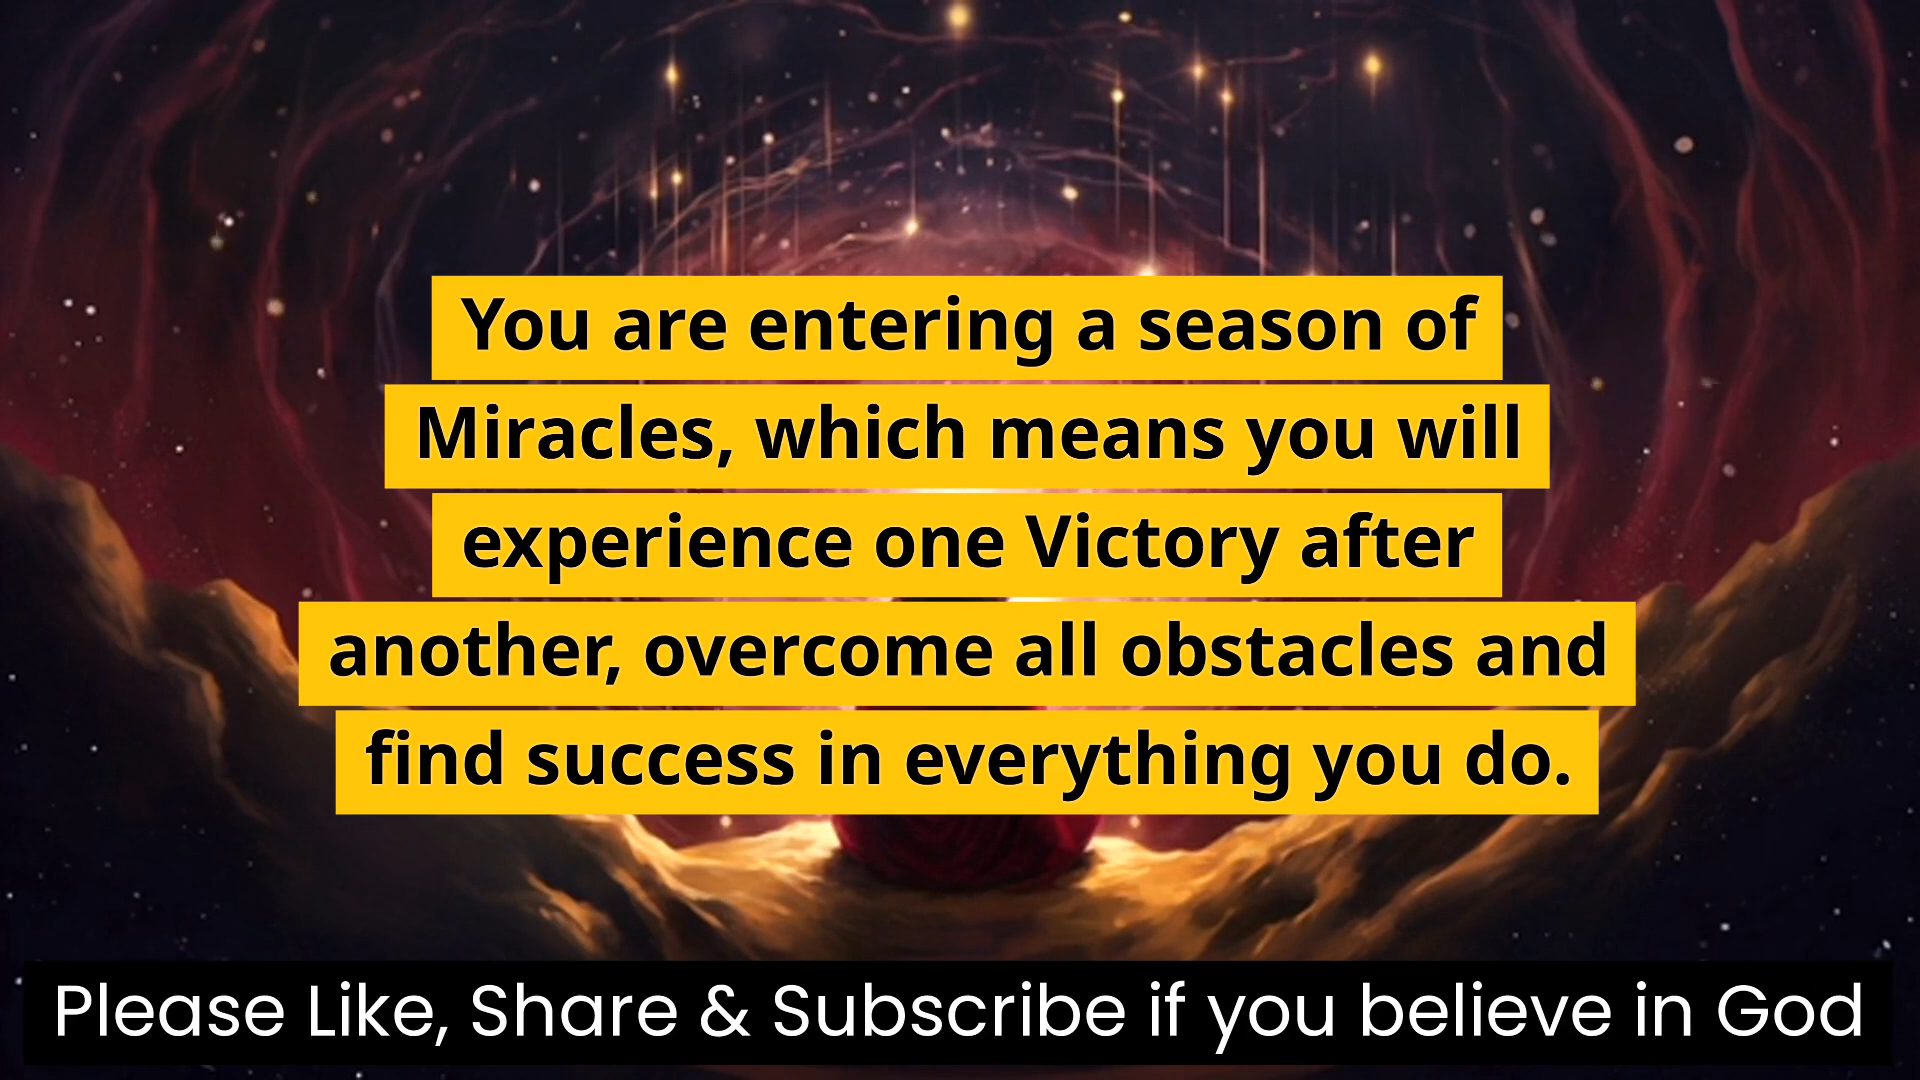 You are entering a season of
Miracles, which means you will
experience one Victory after
another, overcome all obstacles and
find success in everything you do.
Please Like, Share & Subscribe if you believe in God